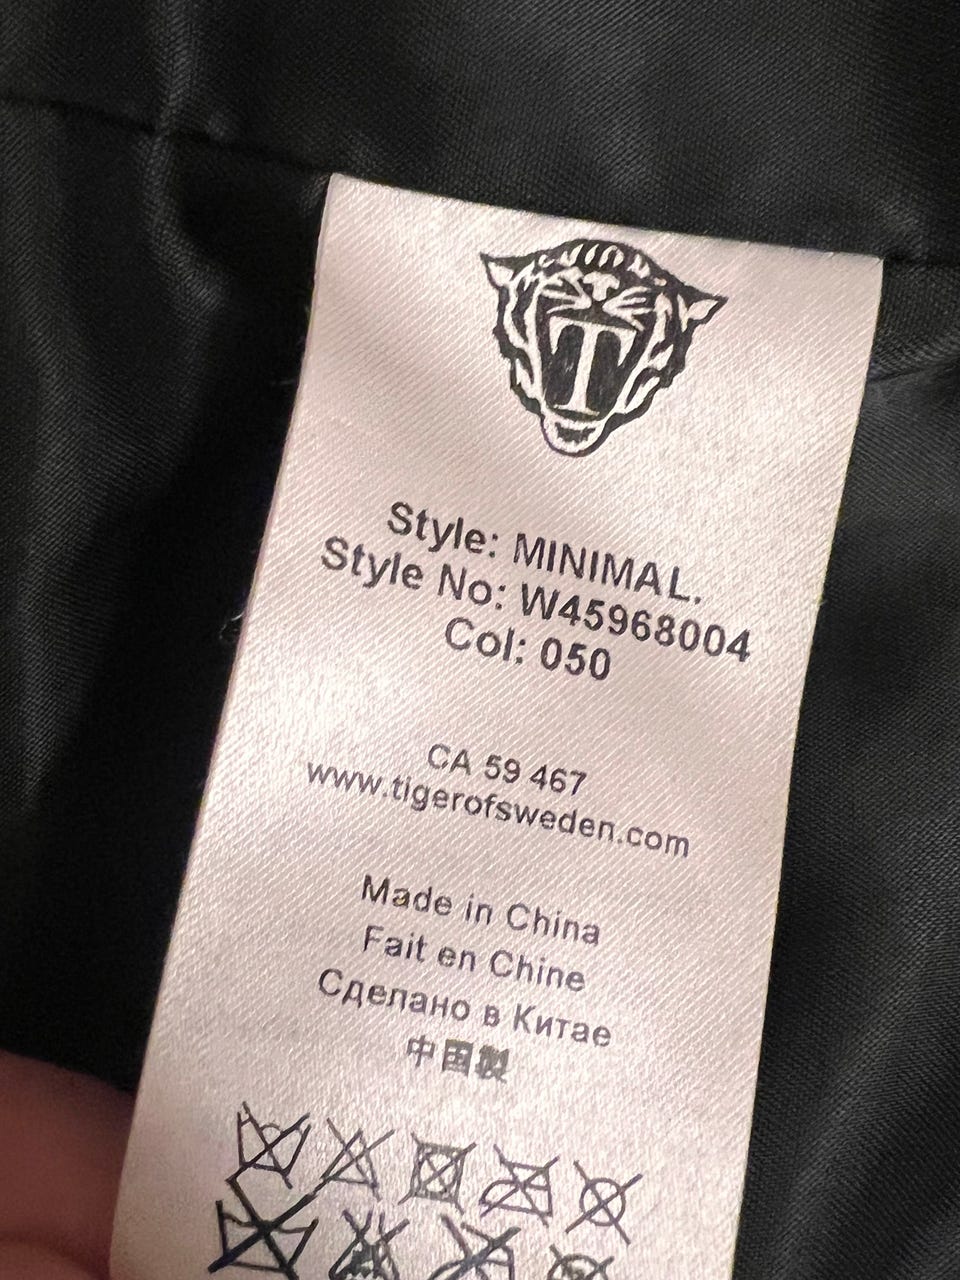 T
Style: MINIMAL.
Style No: W45968004
Col: 050
CA 59 467
www.tigerofsweden.com
Made in China
Fait en Chine
Сделано в Китае
中国製